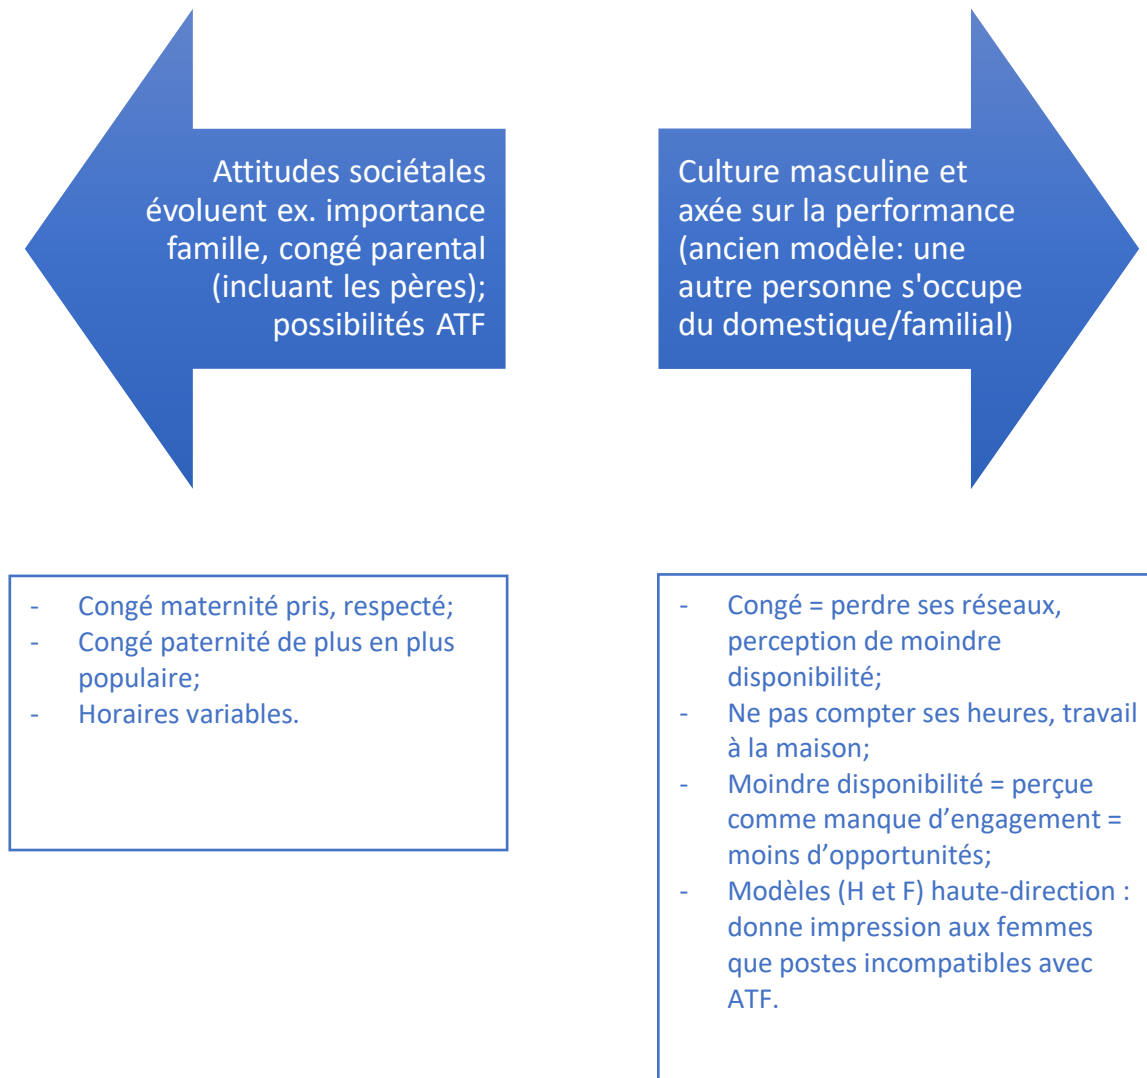 Attitudes sociétales
évoluent ex. importance
famille, congé parental
(incluant les pères);
possibilités ATF
Culture masculine et
axée sur la performance
(ancien modèle: une
autre personne s'occupe
du domestique/familial)
- Congé maternité pris, respecté;
- Congé paternité de plus en plus
populaire;
- Horaires variables.
- Congé = perdre ses réseaux,
perception de moindre
disponibilité;
- Ne pas compter ses heures, travail
à la maison;
- Moindre disponibilité = perçue
comme manque d’engagement =
moins d’opportunités;
- Modèles (H et F) haute-direction :
donne impression aux femmes
que postes incompatibles avec
ATF.